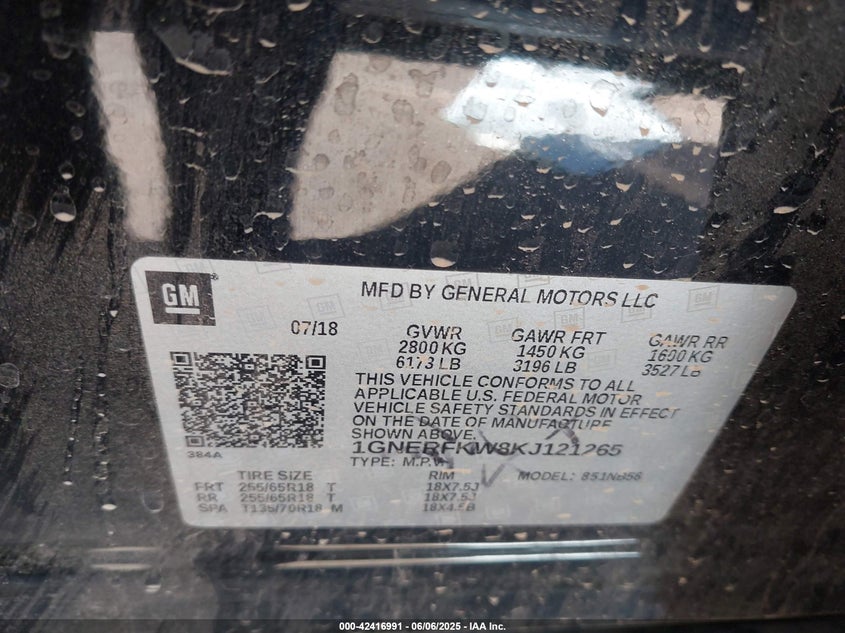 GM
MFD BY GENERAL MOTORS LLC
07/18 GVWR GAWR FRT GAWR RR
2800 KG 1450 KG 1600 KG
6173 LB 3196 LB 3527 LB
THIS VEHICLE CONFORMS TO ALL
APPLICABLE U.S. FEDERAL MOTOR
VEHICLE SAFETY STANDARDS IN EFFECT
ON THE DATE OF MANUFACTURE
SHOWN ABOVE.
384A
1GNERFKW8KJ121265
TYPE: M.P.V. MODEL: 851NB56
TIRE SIZE RIM
FRT 255/65R18 T 18X7.5J
RR 255/65R18 T 18X7.5J
SPA T135/70R18 M 18X4.5B
000-42416991 - 06/06/2025 - IAA Inc.